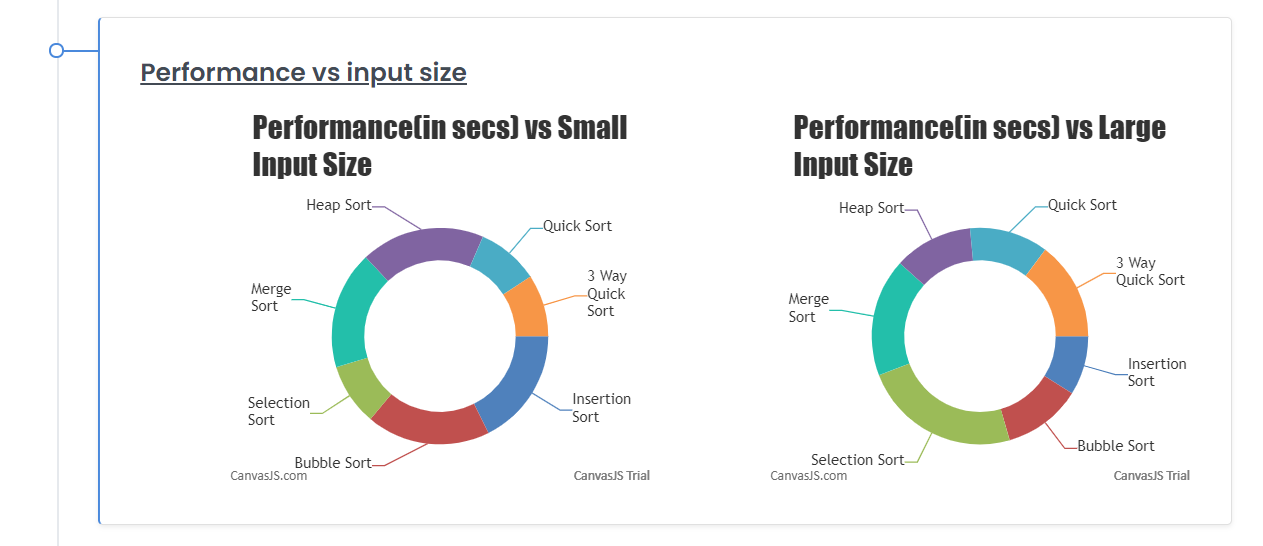 Performance vs input size
Performance(in secs) vs Small
Input Size
Heap Sort
Quick Sort
3 Way
Quick
Sort
Merge
Sort
Insertion
Sort
Selection
Sort
Bubble Sort
CanvasJS.com
CanvasJS Trial
Performance(in secs) vs Large
Input Size
Heap Sort
Quick Sort
3 Way
Quick Sort
Merge
Sort
Insertion
Sort
Bubble Sort
Selection Sort
CanvasJS.com
CanvasJS Trial